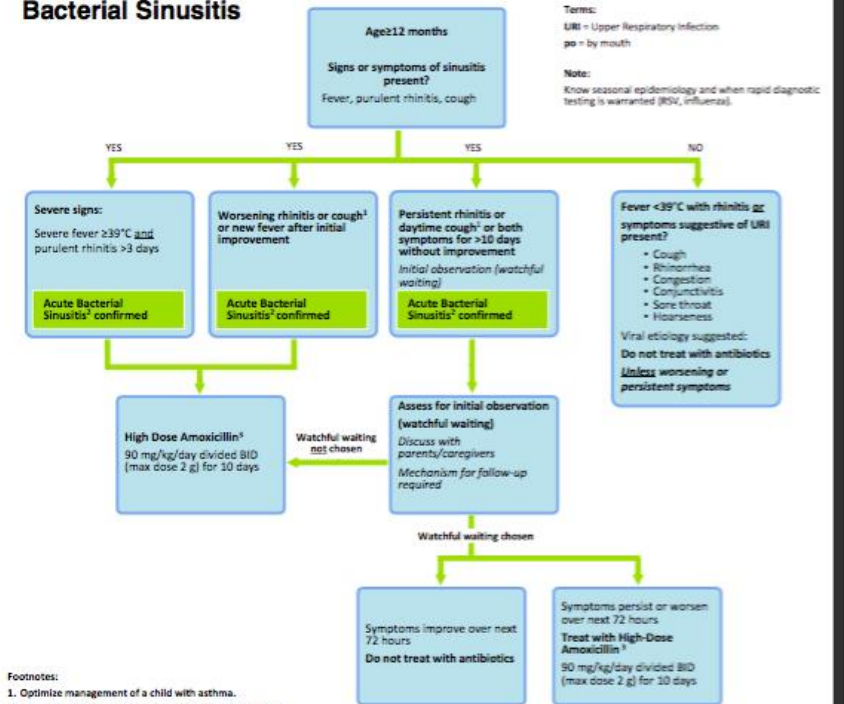 Bacterial Sinusitis
Terms:
URI = Upper Respiratory Infection
po = by mouth
Note:
Know seasonal epidemiology and when rapid diagnostic
testing is warranted (RSV, influenza).
Age≥12 months
Signs or symptoms of sinusitis
present?
Fever, purulent rhinitis, cough
YES
YES
YES
NO
Severe signs:
Severe fever ≥39°C and
purulent rhinitis >3 days
Acute Bacterial
Sinusitis² confirmed
Worsening rhinitis or cough¹
or new fever after initial
improvement
Acute Bacterial
Sinusitis² confirmed
Persistent rhinitis or
daytime cough¹ or both
symptoms for >10 days
without improvement
Initial observation (watchful
waiting)
Acute Bacterial
Sinusitis² confirmed
Fever <39°C with rhinitis or
symptoms suggestive of URI
present?
• Cough
• Rhinorrhea
• Congestion
• Conjunctivitis
• Sore throat
• Hoarseness
Viral etiology suggested:
Do not treat with antibiotics
Unless worsening or
persistent symptoms
High Dose Amoxicillin³
90 mg/kg/day divided BID
(max dose 2 g) for 10 days
Watchful waiting
not chosen
Assess for initial observation
(watchful waiting)
Discuss with
parents/caregivers
Mechanism for follow-up
required
Watchful waiting chosen
Symptoms improve over next
72 hours
Do not treat with antibiotics
Symptoms persist or worsen
over next 72 hours
Treat with High-Dose
Amoxicillin ³
90 mg/kg/day divided BID
(max dose 2 g) for 10 days
Footnotes:
1. Optimize management of a child with asthma.